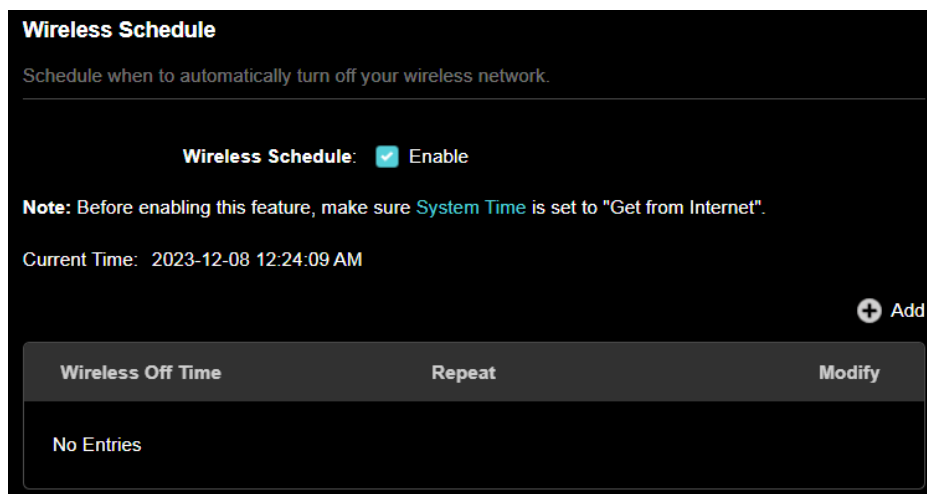 Wireless Schedule
Schedule when to automatically turn off your wireless network.
Wireless Schedule: Enable
Note: Before enabling this feature, make sure System Time is set to "Get from Internet".
Current Time: 2023-12-08 12:24:09 AM
Add
Wireless Off Time Repeat Modify
No Entries